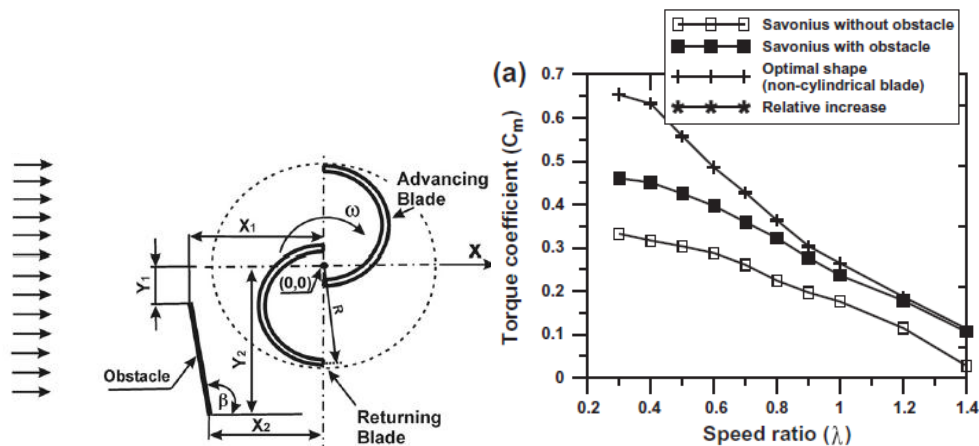 X₁
Y₁
(0,0)
ω
Advancing
Blade
X
R
Y₂
Obstacle
β
X₂
Returning
Blade
(a)
Savonius without obstacle
Savonius with obstacle
Optimal shape
(non-cylindrical blade)
Relative increase
Torque coefficient (Cₘ)
0.7
0.6
0.5
0.4
0.3
0.2
0.1
0
0.2
0.4
0.6
0.8
1
1.2
1.4
Speed ratio (λ)